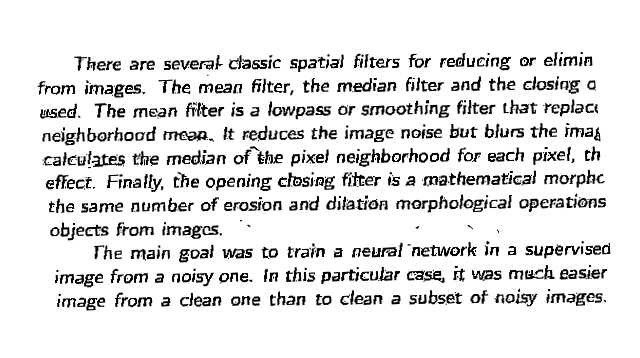 There are several classic spatial filters for reducing or elimin
from images. The mean filter, the median filter and the closing o
used. The mean filter is a lowpass or smoothing filter that replac
neighborhood mean. It reduces the image noise but blurs the imag
calculates the median of the pixel neighborhood for each pixel, th
effect. Finally, the opening closing filter is a mathematical morpho
the same number of erosion and dilation morphological operations
objects from images.
The main goal was to train a neural network in a supervised
image from a noisy one. In this particular case, it was much easier
image from a clean one than to clean a subset of noisy images.